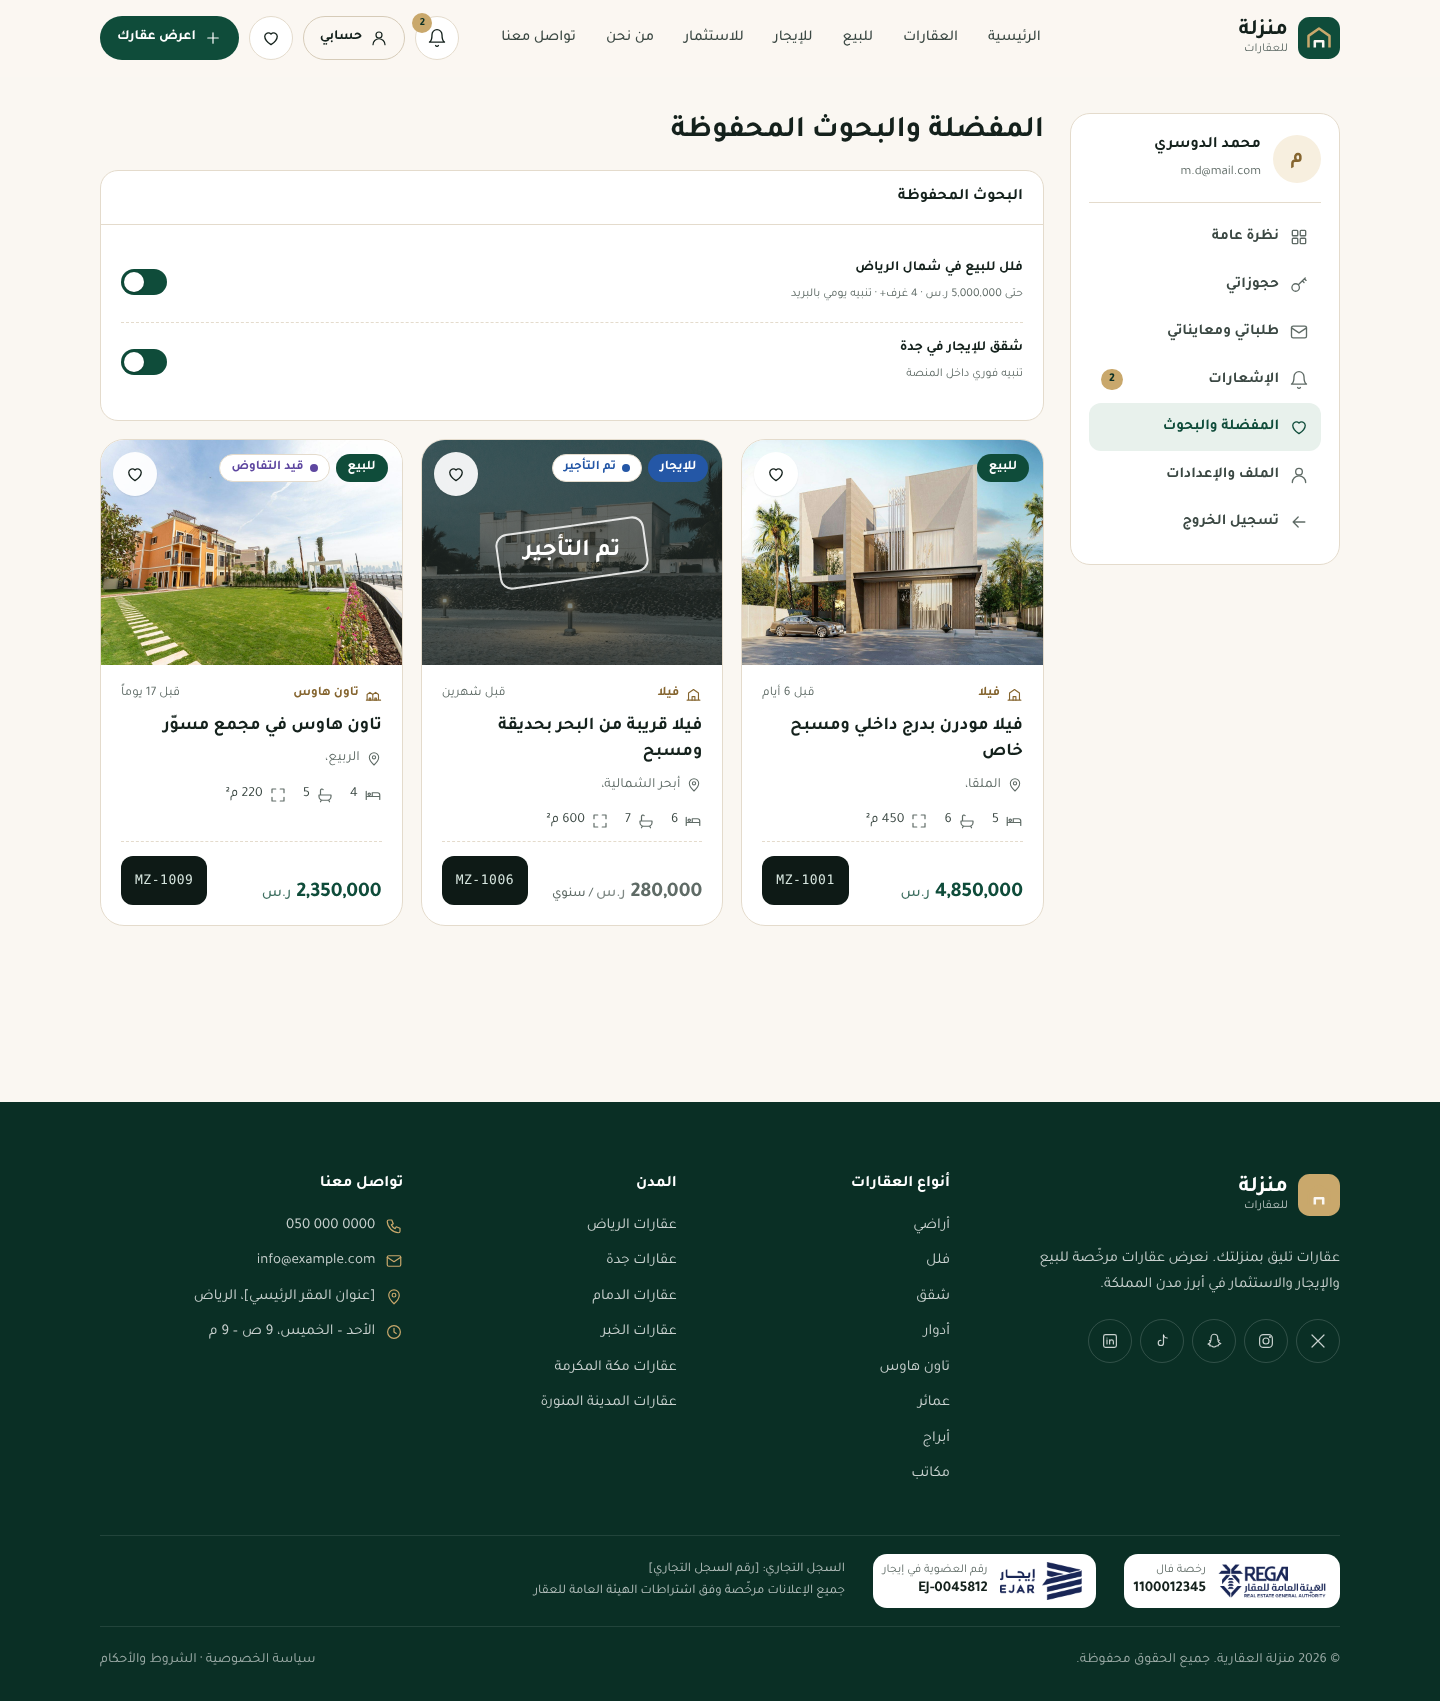 منزلة
للعقارات
الرئيسية
العقارات
للبيع
للإيجار
للاستثمار
من نحن
تواصل معنا
2
حسابي
اعرض عقارك
محمد الدوسري
م
m.d@mail.com
نظرة عامة
حجوزاتي
طلباتي ومعايناتي
الإشعارات
2
المفضلة والبحوث
الملف والإعدادات
تسجيل الخروج
المفضلة والبحوث المحفوظة
البحوث المحفوظة
فلل للبيع في شمال الرياض
حتى 5,000,000 ر.س · 4 غرف+ · تنبيه يومي بالبريد
شقق للإيجار في جدة
تنبيه فوري داخل المنصة
للبيع
فيلا
قبل 6 أيام
فيلا مودرن بدرج داخلي ومسبح
خاص
الملقا،
5
6
450 م²
4,850,000 ر.س
MZ-1001
للإيجار
تم التأجير
تم التأجير
فيلا
قبل شهرين
فيلا قريبة من البحر بحديقة
ومسبح
أبحر الشمالية،
6
7
600 م²
280,000 ر.س / سنوي
MZ-1006
للبيع
قيد التفاوض
تاون هاوس
قبل 17 يوماً
تاون هاوس في مجمع مسوّر
الربيع،
4
5
220 م²
2,350,000 ر.س
MZ-1009
منزلة
للعقارات
عقارات تليق بمنزلتك. نعرض عقارات مرخّصة للبيع
والإيجار والاستثمار في أبرز مدن المملكة.
أنواع العقارات
أراضي
فلل
شقق
أدوار
تاون هاوس
عمائر
أبراج
مكاتب
المدن
عقارات الرياض
عقارات جدة
عقارات الدمام
عقارات الخبر
عقارات مكة المكرمة
عقارات المدينة المنورة
تواصل معنا
050 000 0000
info@example.com
[عنوان المقر الرئيسي]، الرياض
الأحد – الخميس، 9 ص – 9 م
REGA
الهيئة العامة للعقار
REAL ESTATE GENERAL AUTHORITY
رخصة فال
1100012345
إيجار
EJAR
رقم العضوية في إيجار
EJ-0045812
السجل التجاري: [رقم السجل التجاري]
جميع الإعلانات مرخّصة وفق اشتراطات الهيئة العامة للعقار
© 2026 منزلة العقارية. جميع الحقوق محفوظة.
سياسة الخصوصية · الشروط والأحكام